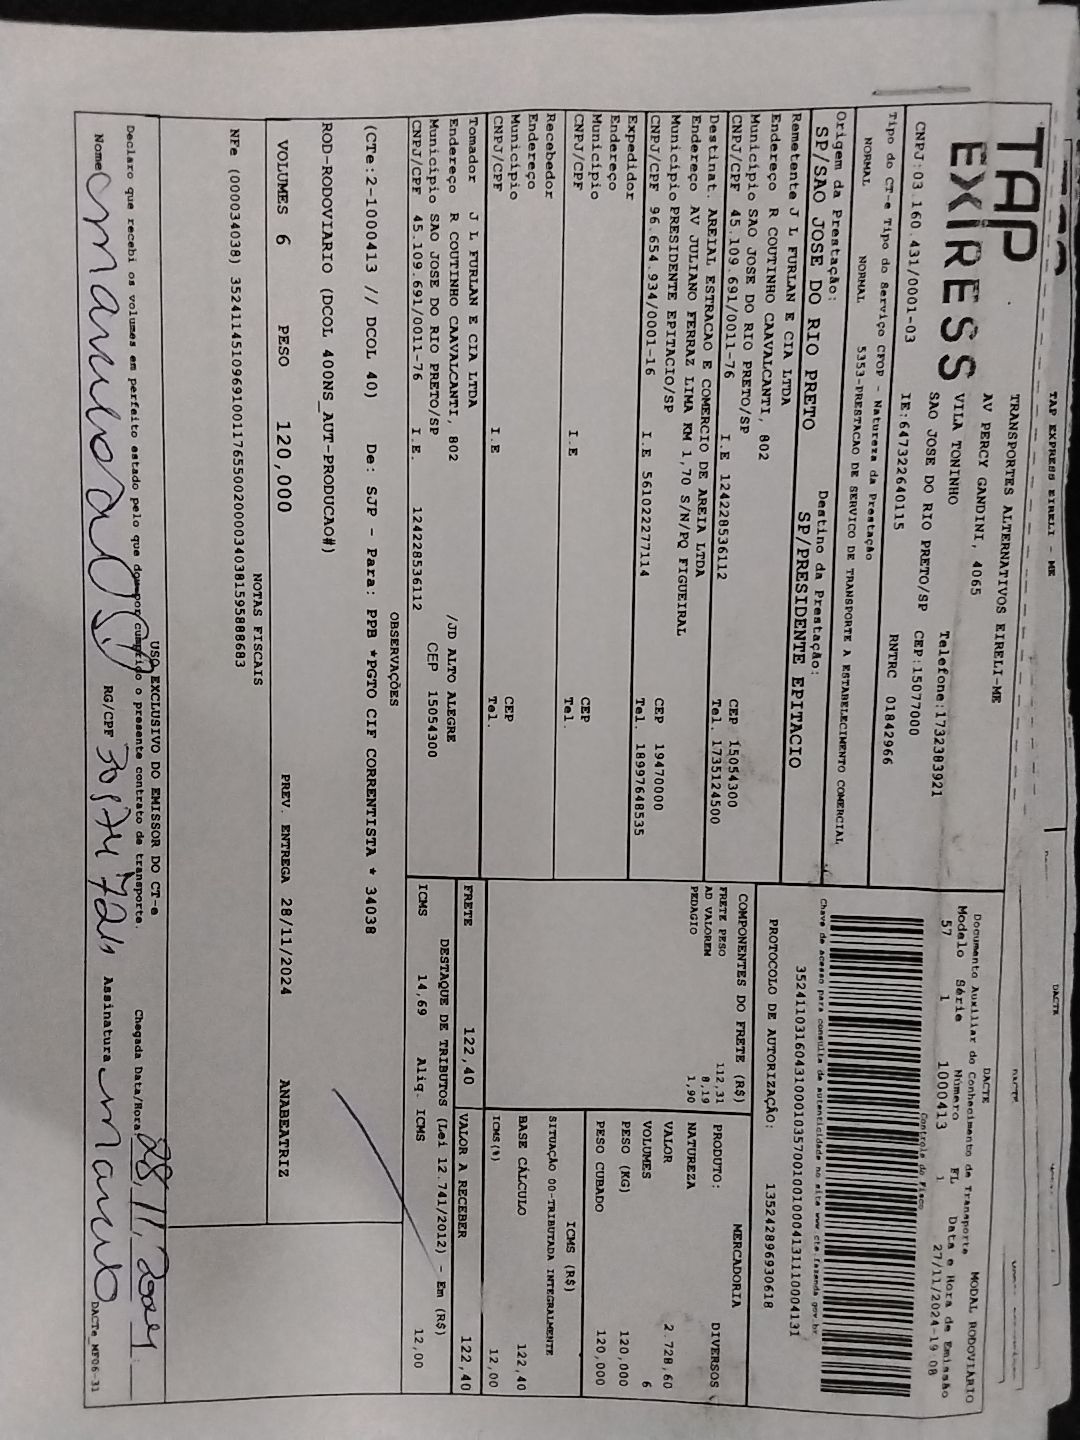 TAP EXPRESS EIRELI - ME
DACTE
TAP
EXPRESS
TRANSPORTES ALTERNATIVOS EIRELI-ME
AV PERCY GANDINI, 4065
VILA TONINHO
SAO JOSE DO RIO PRETO/SP
Telefone:1732383921
CEP:15077000
CNPJ:03.160.431/0001-03
IE:647322640115
RNTRC 01842966
DACTE
Documento Auxiliar do Conhecimento de Transporte MODAL RODOVIARIO
Modelo Série Número FL Data e Hora de Emissão
57 1 1000413 1 27/11/2024-19 08
Controle do Fisco
Chave de acesso para consulta de autenticidade no site www.cte.fazenda.gov.br
35241103160431000103570010010004131110004131
PROTOCOLO DE AUTORIZAÇÃO: 135242896930618
Tipo do CT-e Tipo do Serviço CFOP - Natureza da Prestação
NORMAL NORMAL 5353-PRESTACAO DE SERVICO DE TRANSPORTE A ESTABELECIMENTO COMERCIAL
Origem da Prestação: Destino da Prestação:
SP/SAO JOSE DO RIO PRETO SP/PRESIDENTE EPITACIO
Remetente J L FURLAN E CIA LTDA
Endereço R COUTINHO CAAVALCANTI, 802
Município SAO JOSE DO RIO PRETO/SP CEP 15054300
CNPJ/CPF 45.109.691/0011-76 I.E 124228536112 Tel. 1735124500
Destinat. AREIAL ESTRACAO E COMERCIO DE AREIA LTDA
Endereço AV JULIANO FERRAZ LIMA KM 1,70 S/N/PQ FIGUEIRAL
Município PRESIDENTE EPITACIO/SP CEP 19470000
CNPJ/CPF 96.654.934/0001-16 I.E 561022277114 Tel. 18997648535
Expedidor
Endereço
Município CEP
CNPJ/CPF I.E Tel.
Recebedor
Endereço
Município CEP
CNPJ/CPF I.E Tel.
Tomador J L FURLAN E CIA LTDA
Endereço R COUTINHO CAAVALCANTI, 802 /JD ALTO ALEGRE
Município SAO JOSE DO RIO PRETO/SP CEP 15054300
CNPJ/CPF 45.109.691/0011-76 I.E. 124228536112
COMPONENTES DO FRETE (R$)
FRETE PESO 112,31
AD VALOREM 8,19
PEDAGIO 1,90
MERCADORIA
PRODUTO: DIVERSOS
NATUREZA
VALOR 2.728,60
VOLUMES 6
PESO (KG) 120,000
PESO CUBADO 120,000
ICMS (R$)
SITUAÇÃO 00-TRIBUTADA INTEGRALMENTE
BASE CÁLCULO 122,40
ICMS(%) 12,00
FRETE 122,40 VALOR A RECEBER 122,40
DESTAQUE DE TRIBUTOS (Lei 12.741/2012) - Em (R$)
ICMS 14,69 Aliq. ICMS 12,00
OBSERVAÇÕES
(CTe:2-1000413 // DCOL 40) De: SJP - Para: PPB *PGTO CIF CORRENTISTA * 34038
ROD-RODOVIARIO (DCOL 400NS_AUT-PRODUCAO#)
VOLUMES 6 PESO 120,000 PREV. ENTREGA 28/11/2024 ANABEATRIZ
NOTAS FISCAIS
NFe (000034038) 35241145109691001176550020000340381595888683
USO EXCLUSIVO DO EMISSOR DO CT-e
Declaro que recebi os volumes em perfeito estado pelo que dou por cumprido o presente contrato de transporte.
Chegada Data/Hora 28/11/2024
Nome RG/CPF Assinatura
DACTe_MF06-31